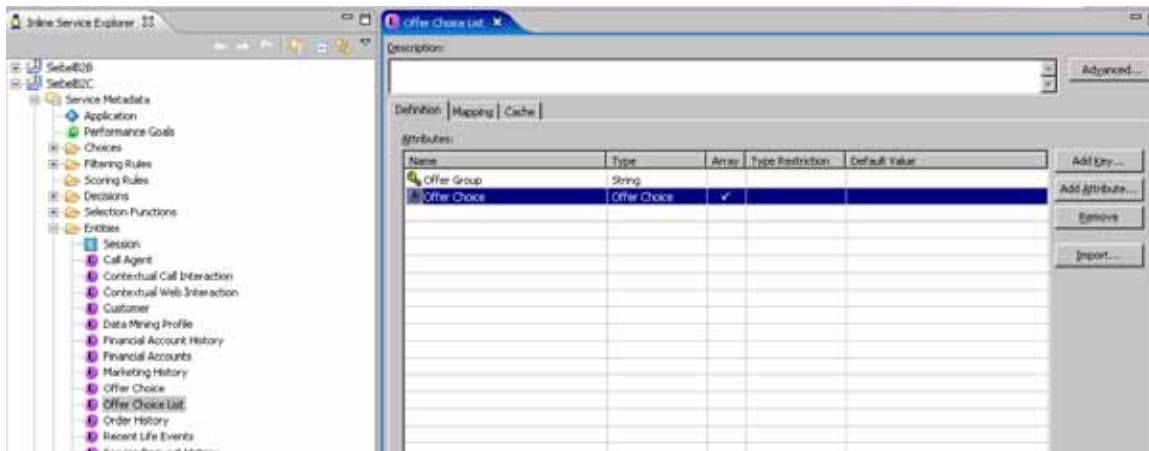 Inline Service Explorer
SiebelB2B
SiebelB2C
Service Metadata
Application
Performance Goals
Choices
Filtering Rules
Scoring Rules
Decisions
Selection Functions
Entities
Session
Call Agent
Contextual Call Interaction
Contextual Web Interaction
Customer
Data Mining Profile
Financial Account History
Financial Accounts
Marketing History
Offer Choice
Offer Choice List
Order History
Recent Life Events
Offer Choice List
Description:
Advanced...
Definition Mapping Cache
Attributes:
Name Type Array Type Restriction Default Value
Offer Group String
Offer Choice Offer Choice
Add Key...
Add Attribute...
Remove
Import...